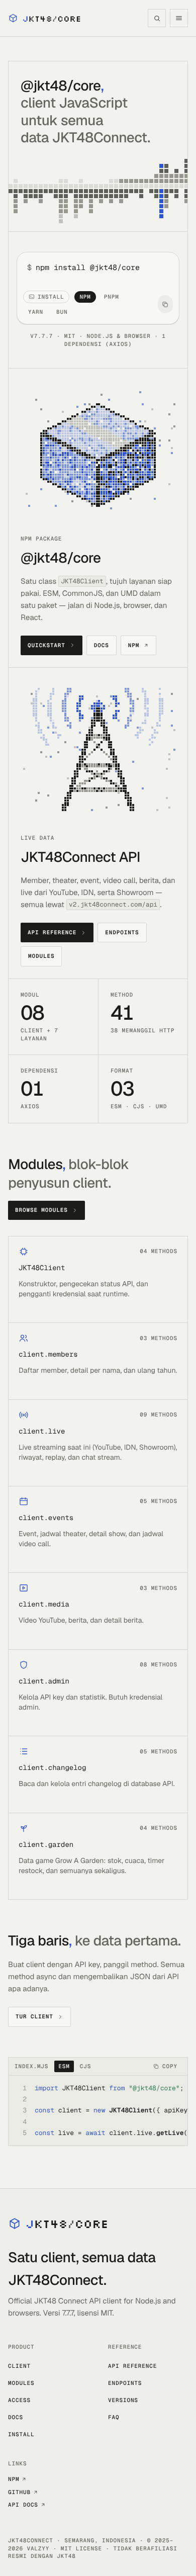 JKT48/CORE
@jkt48/core,
client JavaScript
untuk semua
data JKT48Connect.
$ npm install @jkt48/core
INSTALL NPM PNPM
YARN BUN
V7.7.7 · MIT · NODE.JS & BROWSER · 1
DEPENDENSI (AXIOS)
NPM PACKAGE
@jkt48/core
Satu class JKT48Client, tujuh layanan siap
pakai. ESM, CommonJS, dan UMD dalam
satu paket — jalan di Node.js, browser, dan
React.
QUICKSTART DOCS NPM ↗
LIVE DATA
JKT48Connect API
Member, theater, event, video call, berita, dan
live dari YouTube, IDN, serta Showroom —
semua lewat v2.jkt48connect.com/api.
API REFERENCE ENDPOINTS
MODULES
MODUL
08
CLIENT + 7
LAYANAN
METHOD
41
38 MEMANGGIL HTTP
DEPENDENSI
01
AXIOS
FORMAT
03
ESM · CJS · UMD
Modules, blok-blok
penyusun client.
BROWSE MODULES
04 METHODS
JKT48Client
Konstruktor, pengecekan status API, dan
pengganti kredensial saat runtime.
03 METHODS
client.members
Daftar member, detail per nama, dan ulang tahun.
09 METHODS
client.live
Live streaming saat ini (YouTube, IDN, Showroom),
riwayat, replay, dan chat stream.
05 METHODS
client.events
Event, jadwal theater, detail show, dan jadwal
video call.
03 METHODS
client.media
Video YouTube, berita, dan detail berita.
08 METHODS
client.admin
Kelola API key dan statistik. Butuh kredensial
admin.
05 METHODS
client.changelog
Baca dan kelola entri changelog di database API.
04 METHODS
client.garden
Data game Grow A Garden: stok, cuaca, timer
restock, dan semuanya sekaligus.
Tiga baris, ke data pertama.
Buat client dengan API key, panggil method. Semua
method async dan mengembalikan JSON dari API
apa adanya.
TUR CLIENT
INDEX.MJS ESM CJS COPY
1 import JKT48Client from "@jkt48/core";
2
3 const client = new JKT48Client({ apiKey
4
5 const live = await client.live.getLive(
JKT48/CORE
Satu client, semua data
JKT48Connect.
Official JKT48 Connect API client for Node.js and
browsers. Versi 7.7.7, lisensi MIT.
PRODUCT
CLIENT
MODULES
ACCESS
DOCS
INSTALL
REFERENCE
API REFERENCE
ENDPOINTS
VERSIONS
FAQ
LINKS
NPM ↗
GITHUB ↗
API DOCS ↗
JKT48CONNECT · SEMARANG, INDONESIA · © 2025–
2026 VALZYY · MIT LICENSE · TIDAK BERAFILIASI
RESMI DENGAN JKT48